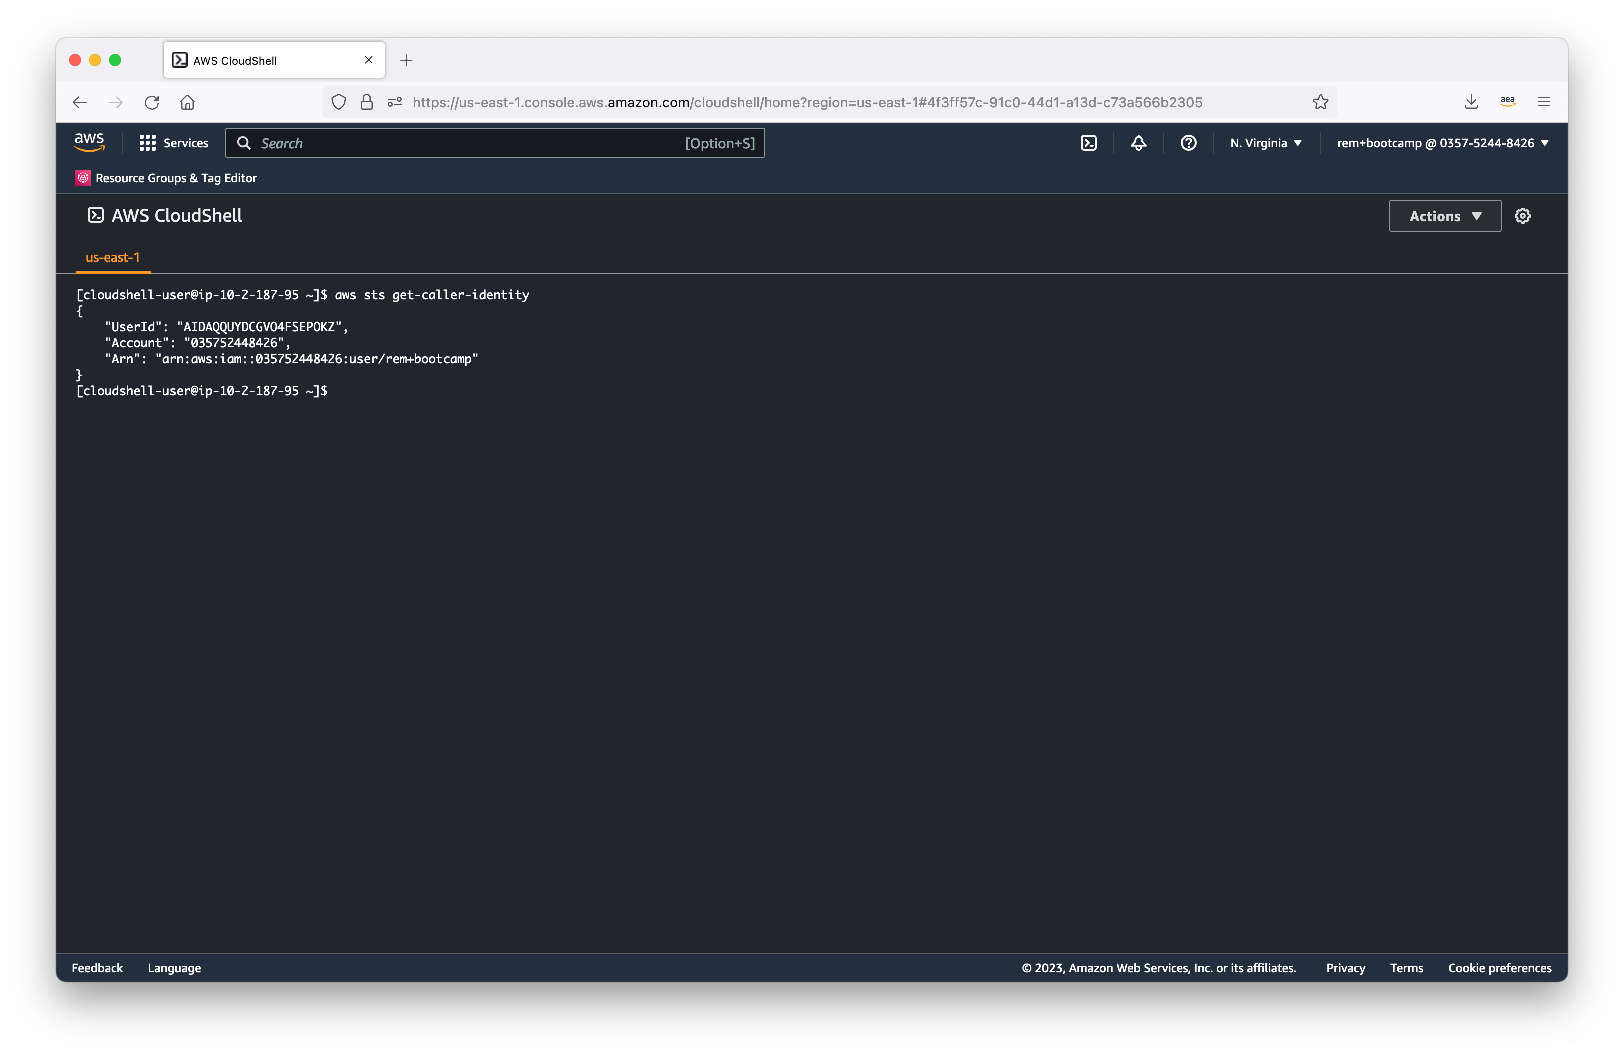 AWS CloudShell
https://us-east-1.console.aws.amazon.com/cloudshell/home?region=us-east-1#4f3ff57c-91c0-44d1-a13d-c73a566b2305
aea
aws
Services
Search
[Option+S]
N. Virginia
rem+bootcamp @ 0357-5244-8426
Resource Groups & Tag Editor
AWS CloudShell
Actions
us-east-1
[cloudshell-user@ip-10-2-187-95 ~]$ aws sts get-caller-identity
{
    "UserId": "AIDAQQUYDCGVO4FSEPOKZ",
    "Account": "035752448426",
    "Arn": "arn:aws:iam::035752448426:user/rem+bootcamp"
}
[cloudshell-user@ip-10-2-187-95 ~]$
Feedback
Language
© 2023, Amazon Web Services, Inc. or its affiliates.
Privacy
Terms
Cookie preferences